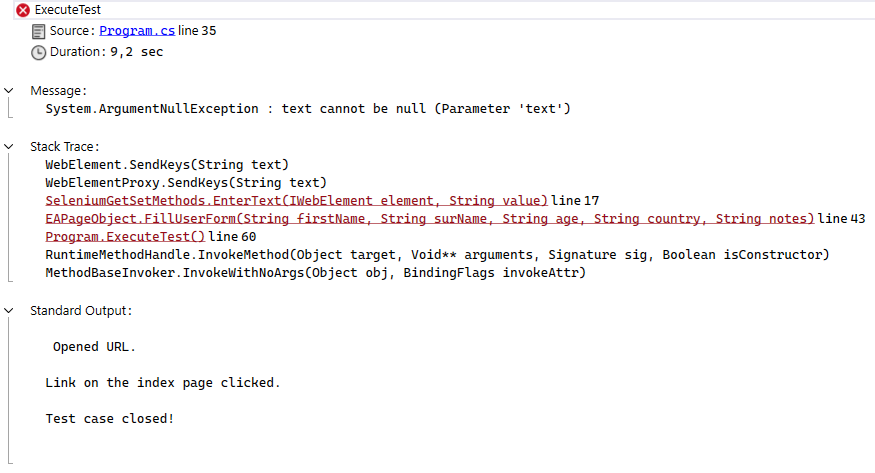 ExecuteTest
Source: Program.cs line 35
Duration: 9,2 sec
Message:
System.ArgumentNullException : text cannot be null (Parameter 'text')
Stack Trace:
WebElement.SendKeys(String text)
WebElementProxy.SendKeys(String text)
SeleniumGetSetMethods.EnterText(IWebElement element, String value) line 17
EAPageObject.FillUserForm(String firstName, String surName, String age, String country, String notes) line 43
Program.ExecuteTest() line 60
RuntimeMethodHandle.InvokeMethod(Object target, Void** arguments, Signature sig, Boolean isConstructor)
MethodBaseInvoker.InvokeWithNoArgs(Object obj, BindingFlags invokeAttr)
Standard Output:
Opened URL.
Link on the index page clicked.
Test case closed!